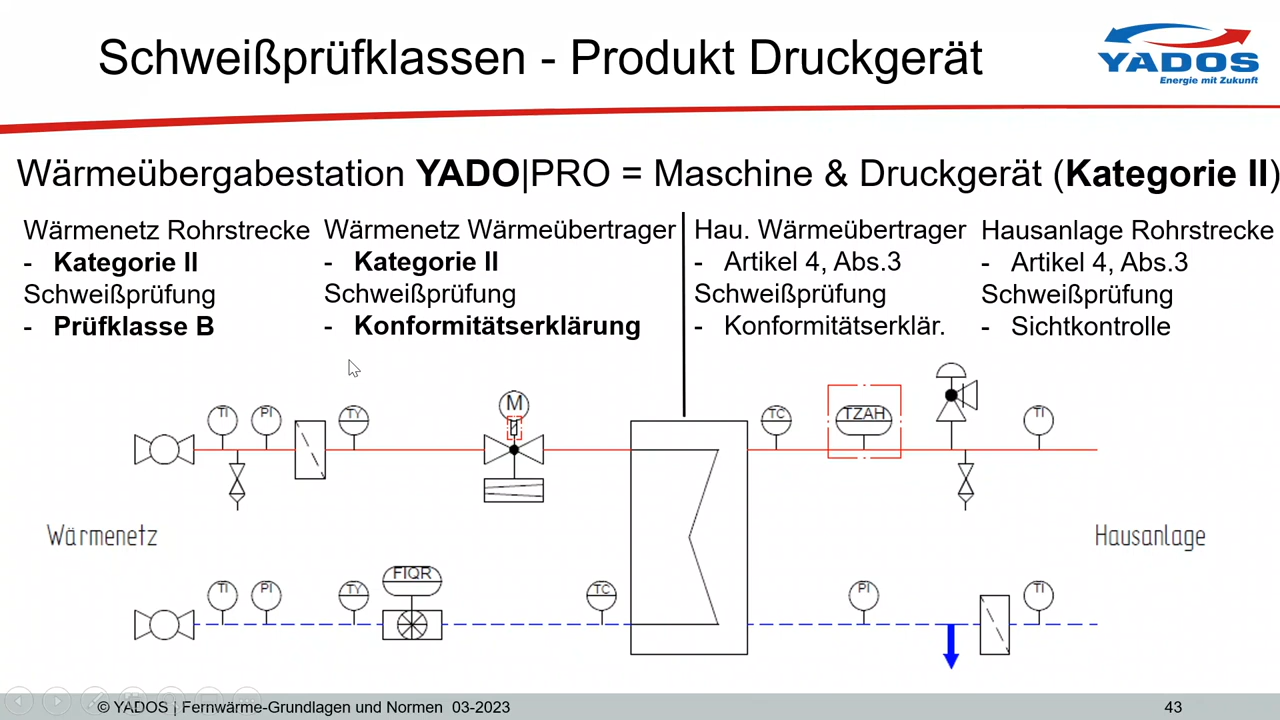 Schweißprüfklassen - Produkt Druckgerät
YADOS
Energie mit Zukunft
Wärmeübergabestation YADO|PRO = Maschine & Druckgerät (Kategorie II)
Wärmenetz Rohrstrecke
- Kategorie II
Schweißprüfung
- Prüfklasse B
Wärmenetz Wärmeübertrager
- Kategorie II
Schweißprüfung
- Konformitätserklärung
Hau. Wärmeübertrager
- Artikel 4, Abs.3
Schweißprüfung
- Konformitätserklär.
Hausanlage Rohrstrecke
- Artikel 4, Abs.3
Schweißprüfung
- Sichtkontrolle
TI PI TY M TC TZAH TI
Wärmenetz
Hausanlage
TI PI TY FIQR TC PI TI
© YADOS | Fernwärme-Grundlagen und Normen 03-2023
43